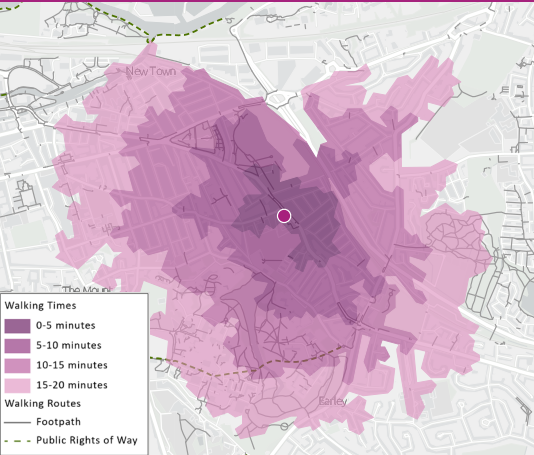 New Town
The Mount
Walking Times
0-5 minutes
5-10 minutes
10-15 minutes
15-20 minutes
Walking Routes
Footpath
Public Rights of Way
Earley